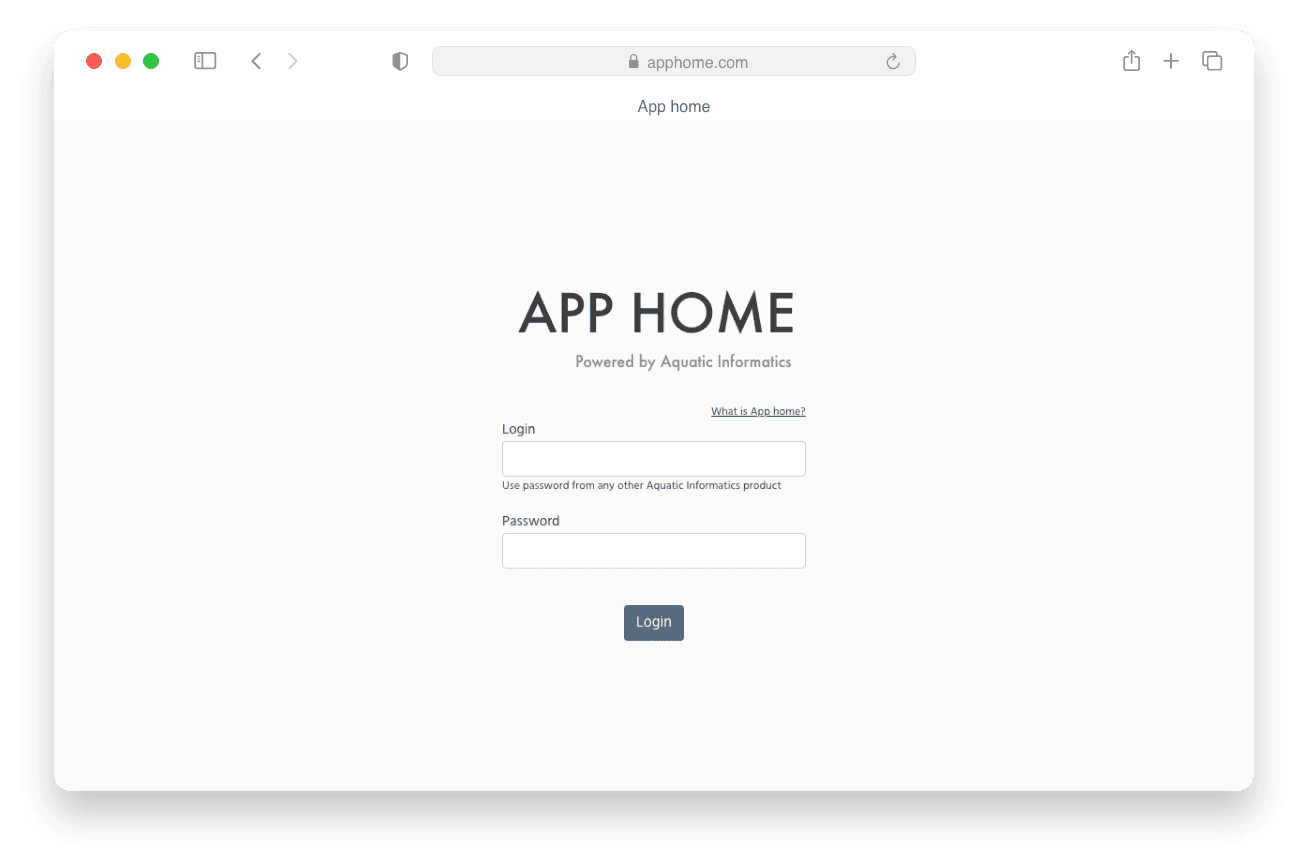 apphome.com
App home
APP HOME
Powered by Aquatic Informatics
What is App home?
Login
Use password from any other Aquatic Informatics product
Password
Login